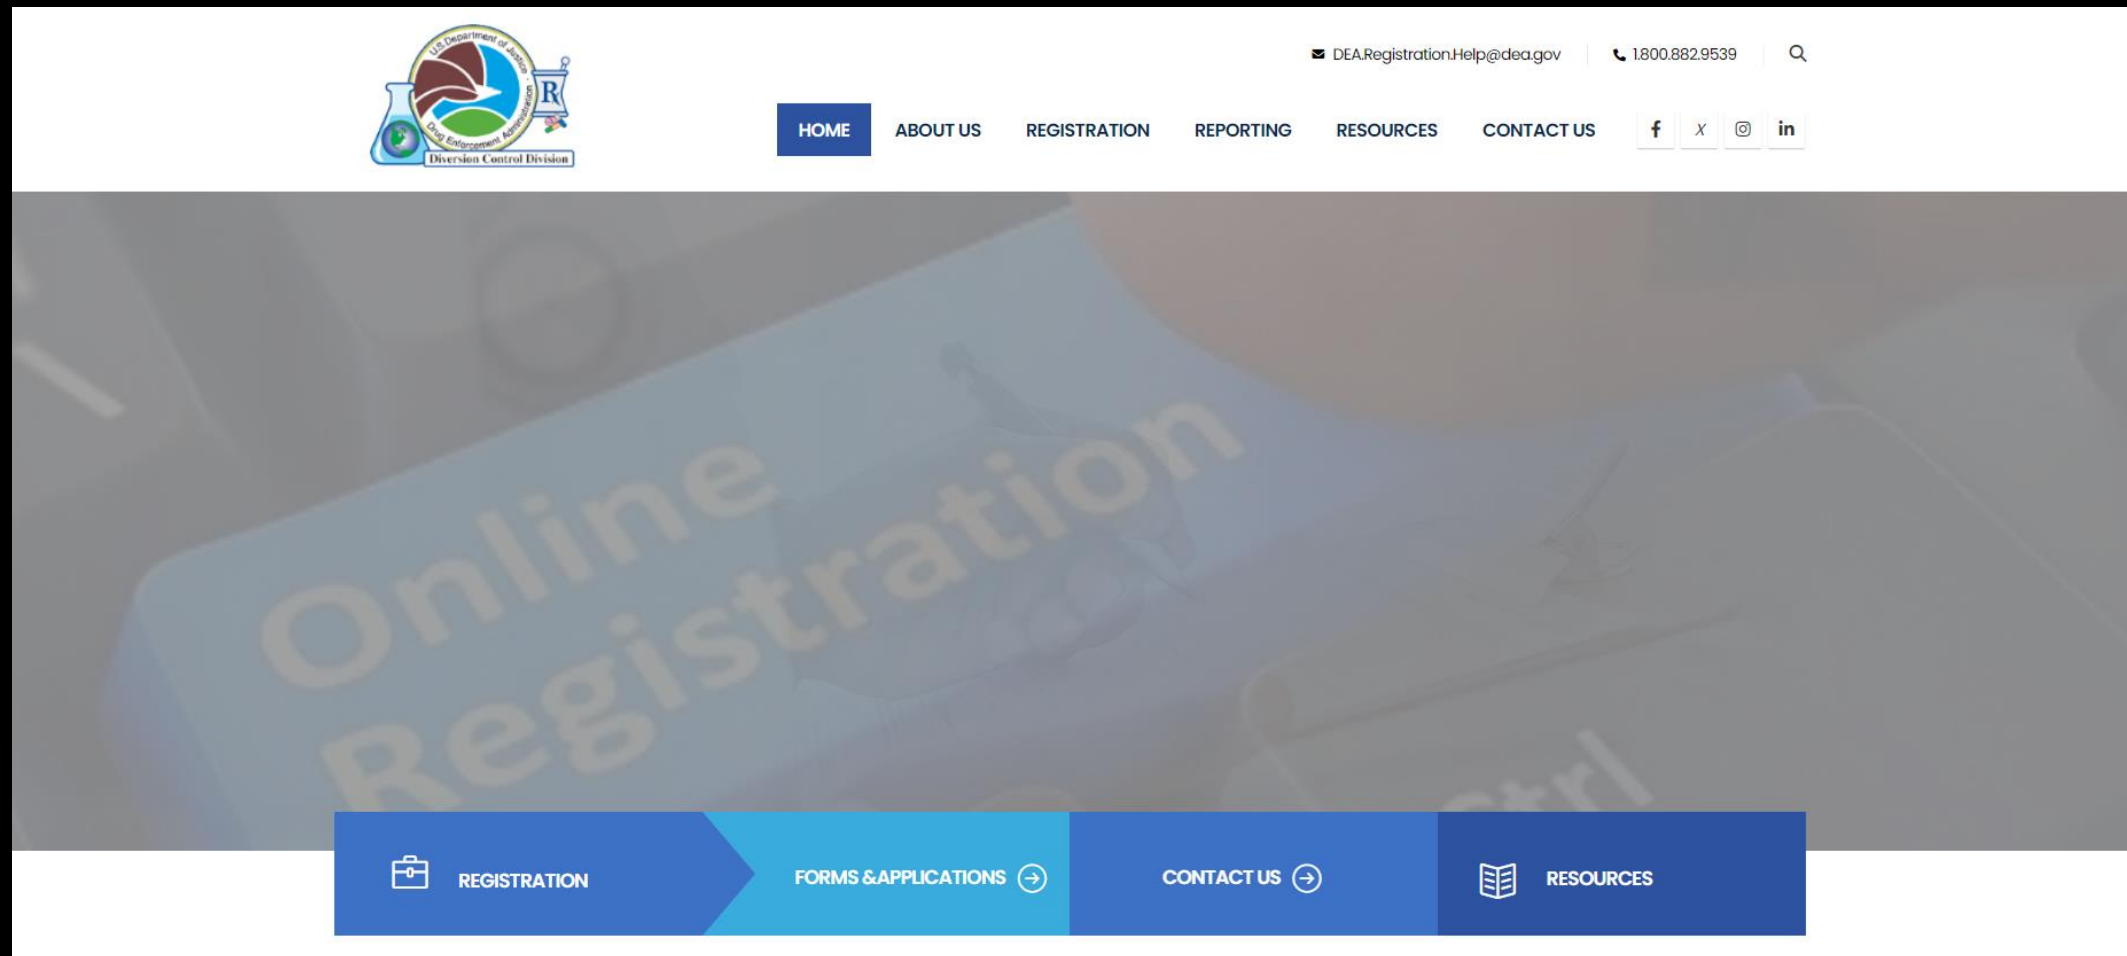 U.S. Department of Justice - Drug Enforcement Administration
R
Diversion Control Division
DEA.Registration.Help@dea.gov
1.800.882.9539
HOME
ABOUT US
REGISTRATION
REPORTING
RESOURCES
CONTACT US
f
X
in
Online
Registration
Ctrl
REGISTRATION
FORMS &APPLICATIONS
CONTACT US
RESOURCES